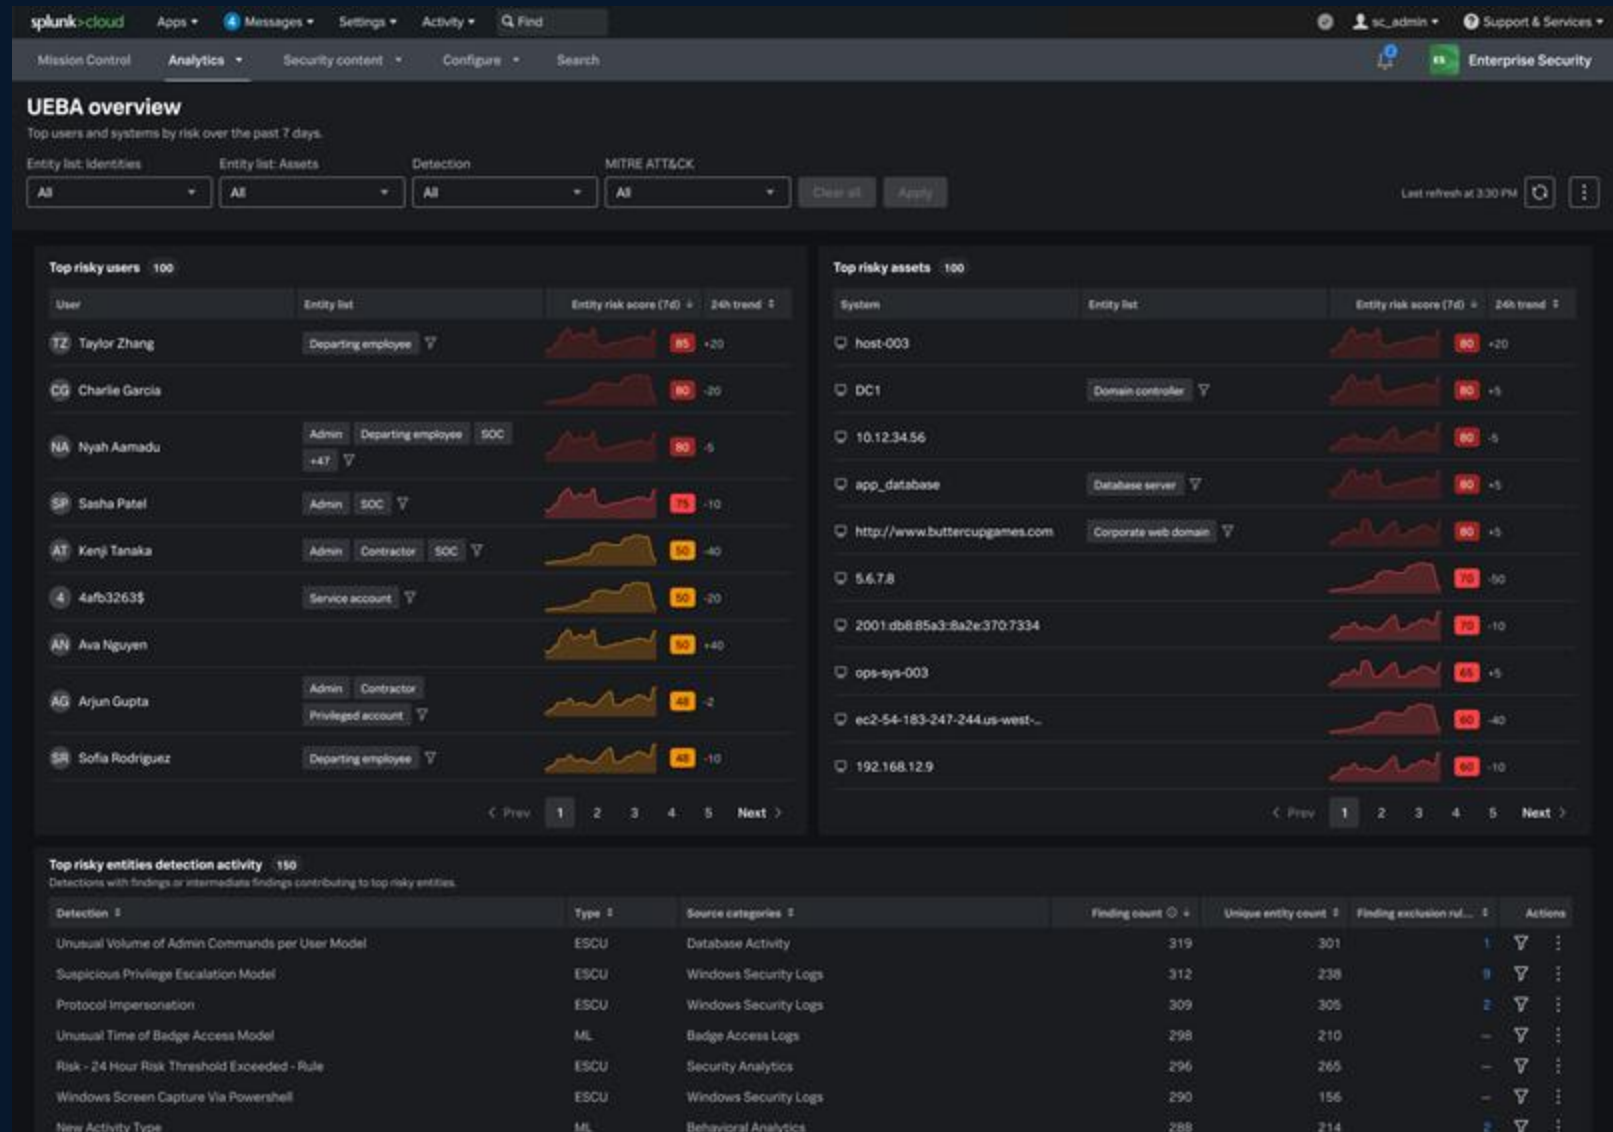 splunk>cloud Apps 4 Messages Settings Activity Find sc_admin Support & Services
Mission Control Analytics Security content Configure Search ES Enterprise Security
UEBA overview
Top users and systems by risk over the past 7 days.
Entity list: Identities Entity list: Assets Detection MITRE ATT&CK
All All All All Clear all Apply Last refresh at 3:30 PM
Top risky users 100
User Entity list Entity risk score (7d) 24h trend
TZ Taylor Zhang Departing employee 85 +20
CG Charlie Garcia 80 -20
NA Nyah Aamadu Admin Departing employee SOC +47 80 -5
SP Sasha Patel Admin SOC 75 -10
AT Kenji Tanaka Admin Contractor SOC 50 -40
4 4afb3263$ Service account 50 -20
AN Ava Nguyen 50 +40
AG Arjun Gupta Admin Contractor Privileged account 48 -2
SR Sofia Rodriguez Departing employee 48 -10
< Prev 1 2 3 4 5 Next >
Top risky assets 100
System Entity list Entity risk score (7d) 24h trend
host-003 80 +20
DC1 Domain controller 80 +5
10.12.34.56 80 -5
app_database Database server 80 +5
http://www.buttercupgames.com Corporate web domain 80 +5
5.6.7.8 70 -50
2001:db8:85a3::8a2e:370:7334 70 -10
ops-sys-003 65 +5
ec2-54-183-247-244.us-west-... 60 -40
192.168.12.9 60 -10
< Prev 1 2 3 4 5 Next >
Top risky entities detection activity 150
Detections with findings or intermediate findings contributing to top risky entities.
Detection Type Source categories Finding count Unique entity count Finding exclusion rul... Actions
Unusual Volume of Admin Commands per User Model ESCU Database Activity 319 301 1
Suspicious Privilege Escalation Model ESCU Windows Security Logs 312 238 9
Protocol Impersonation ESCU Windows Security Logs 309 305 2
Unusual Time of Badge Access Model ML Badge Access Logs 298 210 –
Risk - 24 Hour Risk Threshold Exceeded - Rule ESCU Security Analytics 296 265 –
Windows Screen Capture Via Powershell ESCU Windows Security Logs 290 156 –
New Activity Type ML Behavioral Analytics 288 214 2